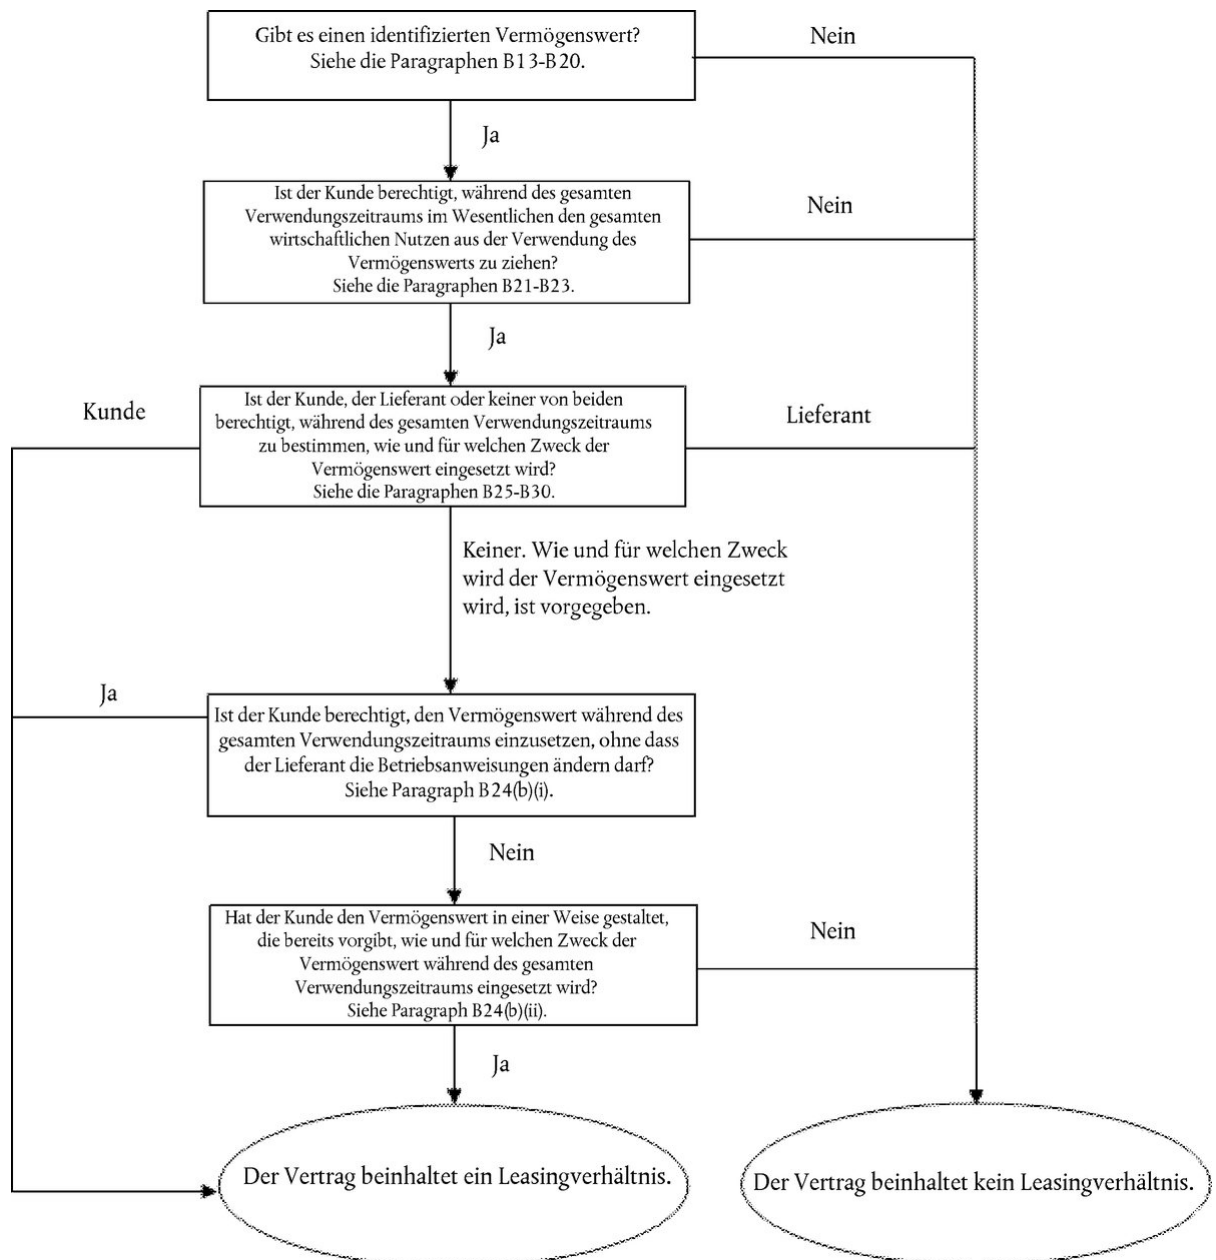 Gibt es einen identifizierten Vermögenswert?
Siehe die Paragraphen B13-B20.
Nein
Ja
Ist der Kunde berechtigt, während des gesamten
Verwendungszeitraums im Wesentlichen den gesamten
wirtschaftlichen Nutzen aus der Verwendung des
Vermögenswerts zu ziehen?
Siehe die Paragraphen B21-B23.
Nein
Ja
Kunde
Ist der Kunde, der Lieferant oder keiner von beiden
berechtigt, während des gesamten Verwendungszeitraums
zu bestimmen, wie und für welchen Zweck der
Vermögenswert eingesetzt wird?
Siehe die Paragraphen B25-B30.
Lieferant
Keiner. Wie und für welchen Zweck
wird der Vermögenswert eingesetzt
wird, ist vorgegeben.
Ja
Ist der Kunde berechtigt, den Vermögenswert während des
gesamten Verwendungszeitraums einzusetzen, ohne dass
der Lieferant die Betriebsanweisungen ändern darf?
Siehe Paragraph B24(b)(i).
Nein
Hat der Kunde den Vermögenswert in einer Weise gestaltet,
die bereits vorgibt, wie und für welchen Zweck der
Vermögenswert während des gesamten
Verwendungszeitraums eingesetzt wird?
Siehe Paragraph B24(b)(ii).
Nein
Ja
Der Vertrag beinhaltet ein Leasingverhältnis.
Der Vertrag beinhaltet kein Leasingverhältnis.